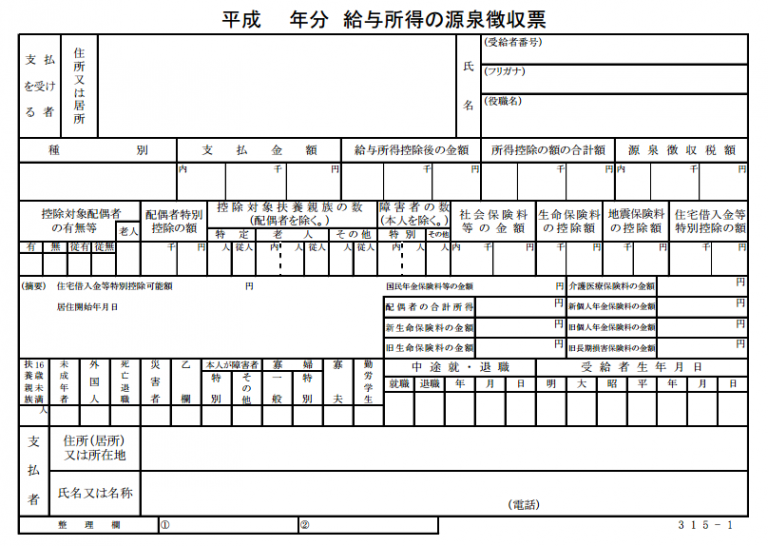 平成　　年分　給与所得の源泉徴収票
支払を受ける者
住所又は居所
氏名
(受給者番号)
(フリガナ)
(役職名)
種　別　支払金額　給与所得控除後の金額　所得控除の額の合計額　源泉徴収税額
内　千　円　千　円　千　円　内　千　円
控除対象配偶者の有無等　老人
配偶者特別控除の額
控除対象扶養親族の数(配偶者を除く。)
障害者の数(本人を除く。)
社会保険料等の金額
生命保険料の控除額
地震保険料の控除額
住宅借入金等特別控除の額
特定　老人　その他　特別　その他
有　無　従有　従無　千　円　人　従人　内　人　従人　人　従人　内　人　人　内　千　円　千　円　千　円　千　円
(摘要)　住宅借入金等特別控除可能額　円
居住開始年月日
国民年金保険料等の金額　円　介護医療保険料の金額　円
配偶者の合計所得　円　新個人年金保険料の金額　円
新生命保険料の金額　円　旧個人年金保険料の金額　円
旧生命保険料の金額　円　旧長期損害保険料の金額　円
16歳未満扶養親族　人
未成年者
外国人
死亡退職
災害者
乙欄
本人が障害者　特別　その他
寡婦　一般　特別
寡夫
勤労学生
中途就・退職
就職　退職　年　月　日
受給者生年月日
明　大　昭　平　年　月　日
支払者
住所(居所)又は所在地
氏名又は名称
(電話)
整理欄　①　②
315-1